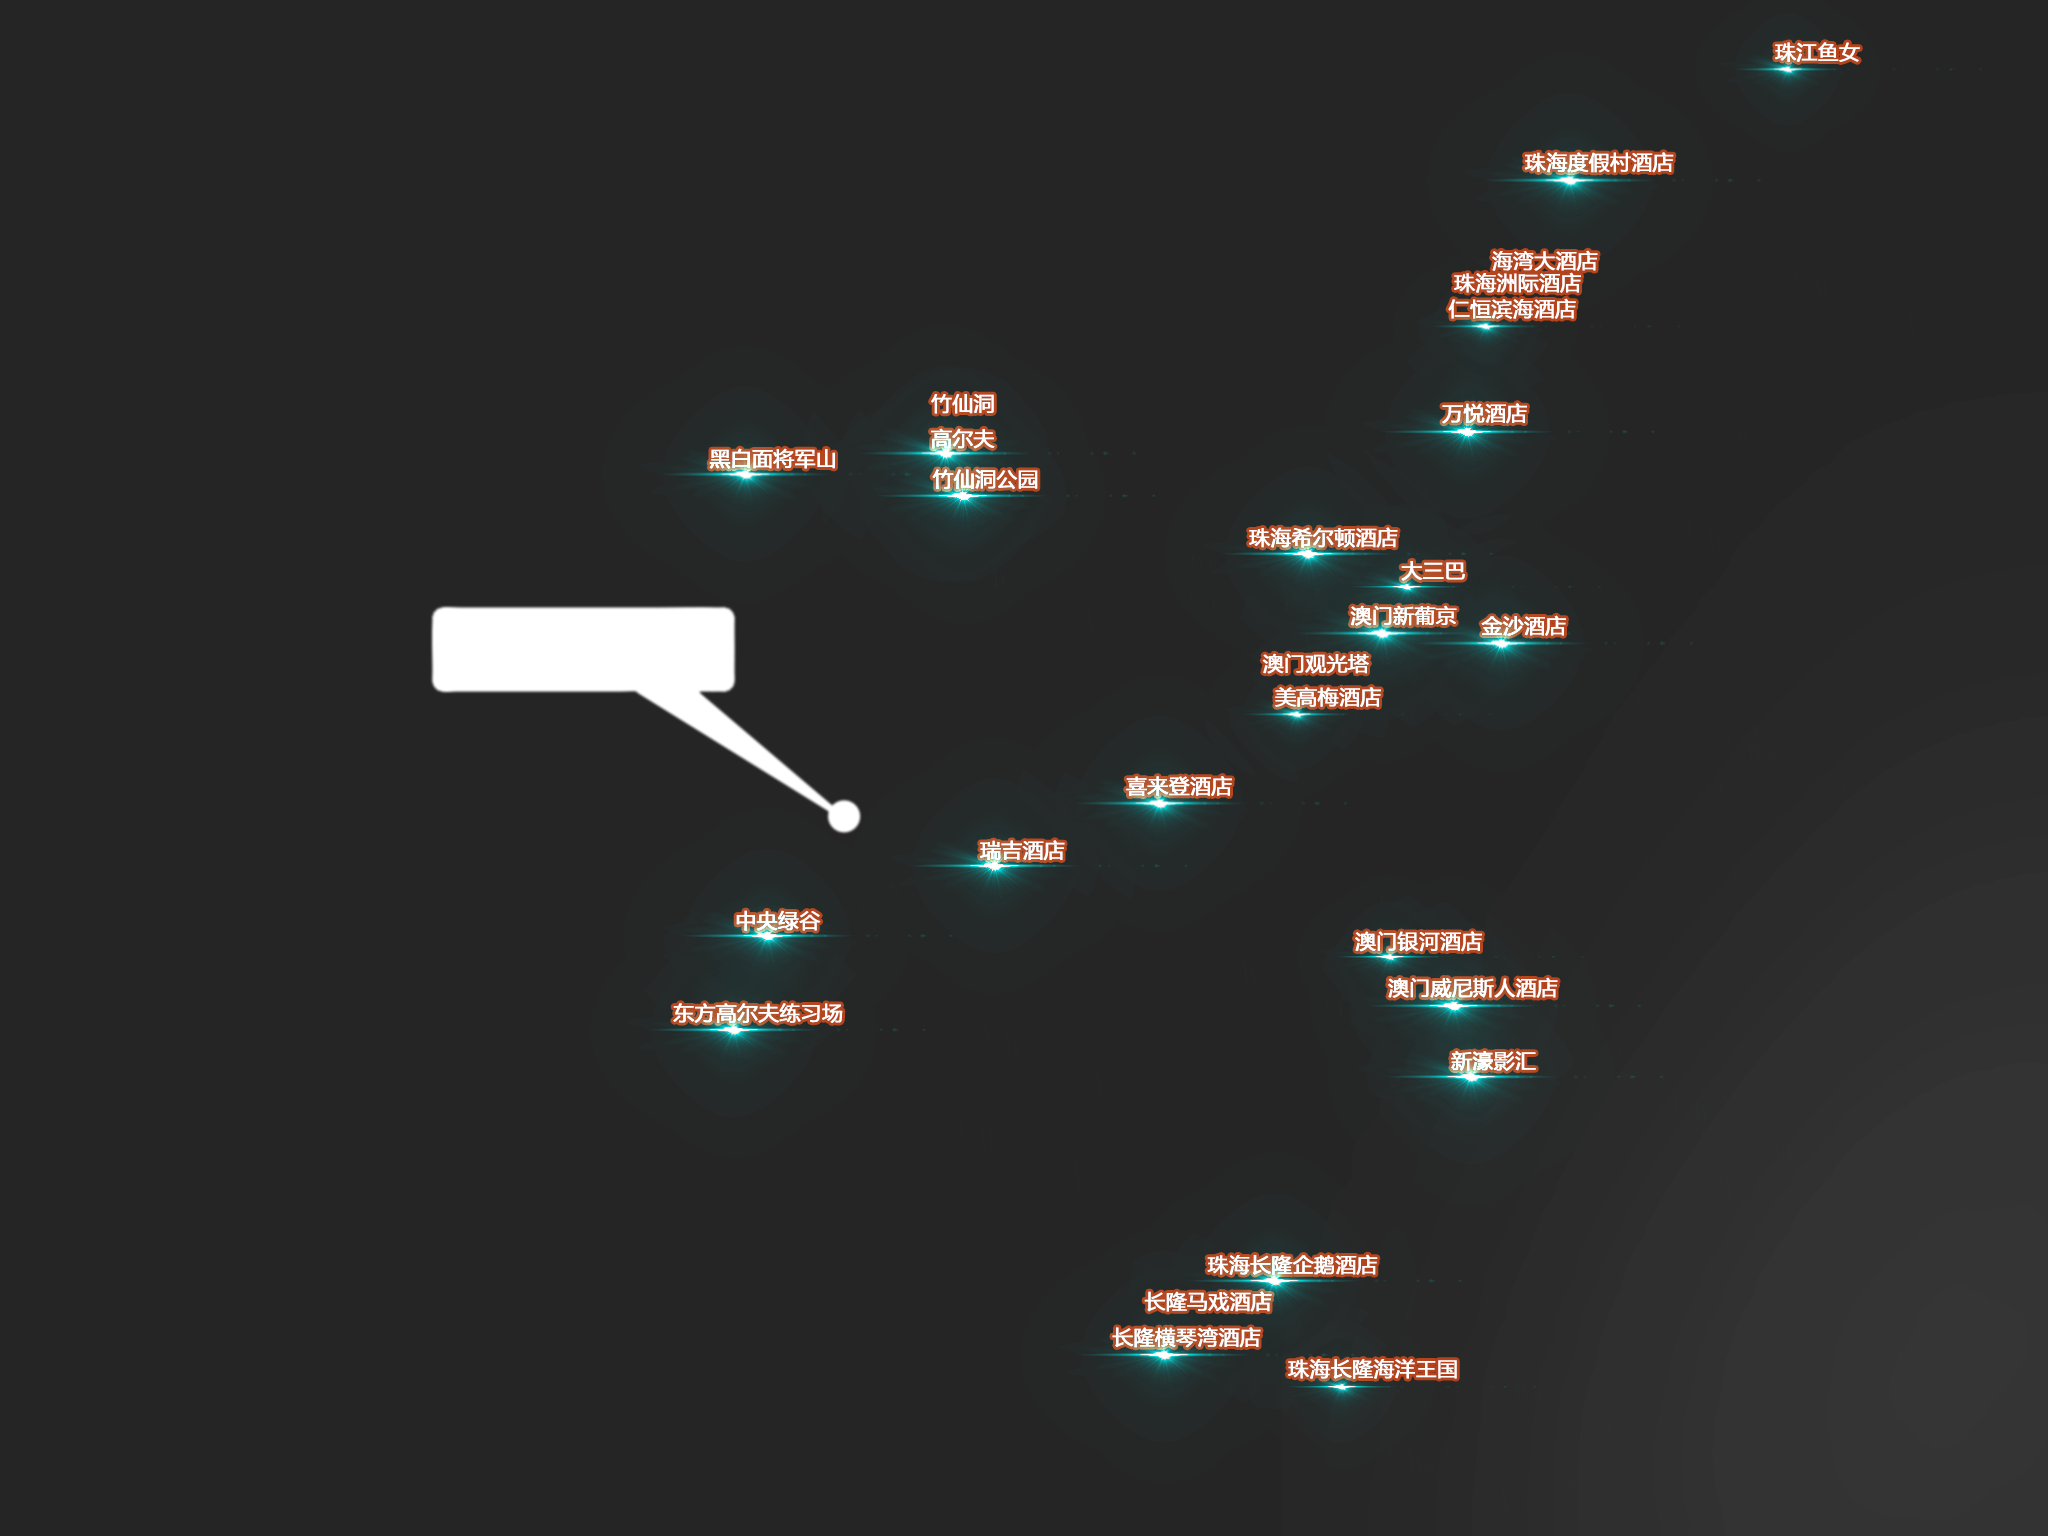 珠江鱼女
珠海度假村酒店
海湾大酒店
珠海洲际酒店
仁恒滨海酒店
竹仙洞
万悦酒店
高尔夫
黑白面将军山
竹仙洞公园
珠海希尔顿酒店
大三巴
澳门新葡京
金沙酒店
澳门观光塔
美高梅酒店
喜来登酒店
瑞吉酒店
中央绿谷
澳门银河酒店
澳门威尼斯人酒店
东方高尔夫练习场
新濠影汇
珠海长隆企鹅酒店
长隆马戏酒店
长隆横琴湾酒店
珠海长隆海洋王国